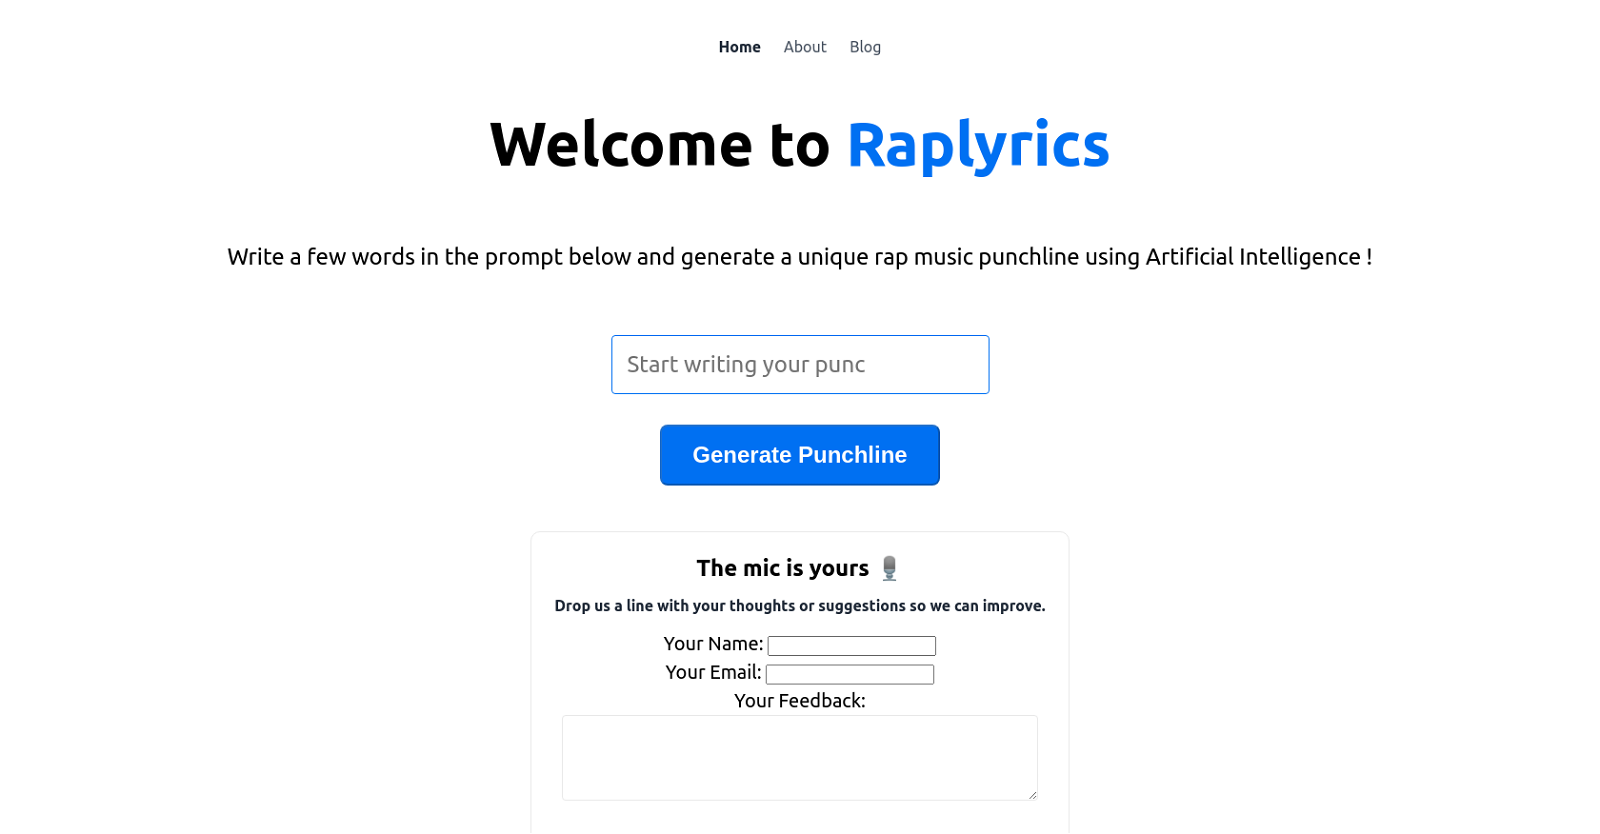 Home About Blog
Welcome to Raplyrics
Write a few words in the prompt below and generate a unique rap music punchline using Artificial Intelligence !
Start writing your punc
Generate Punchline
The mic is yours 🎙️
Drop us a line with your thoughts or suggestions so we can improve.
Your Name:
Your Email:
Your Feedback: